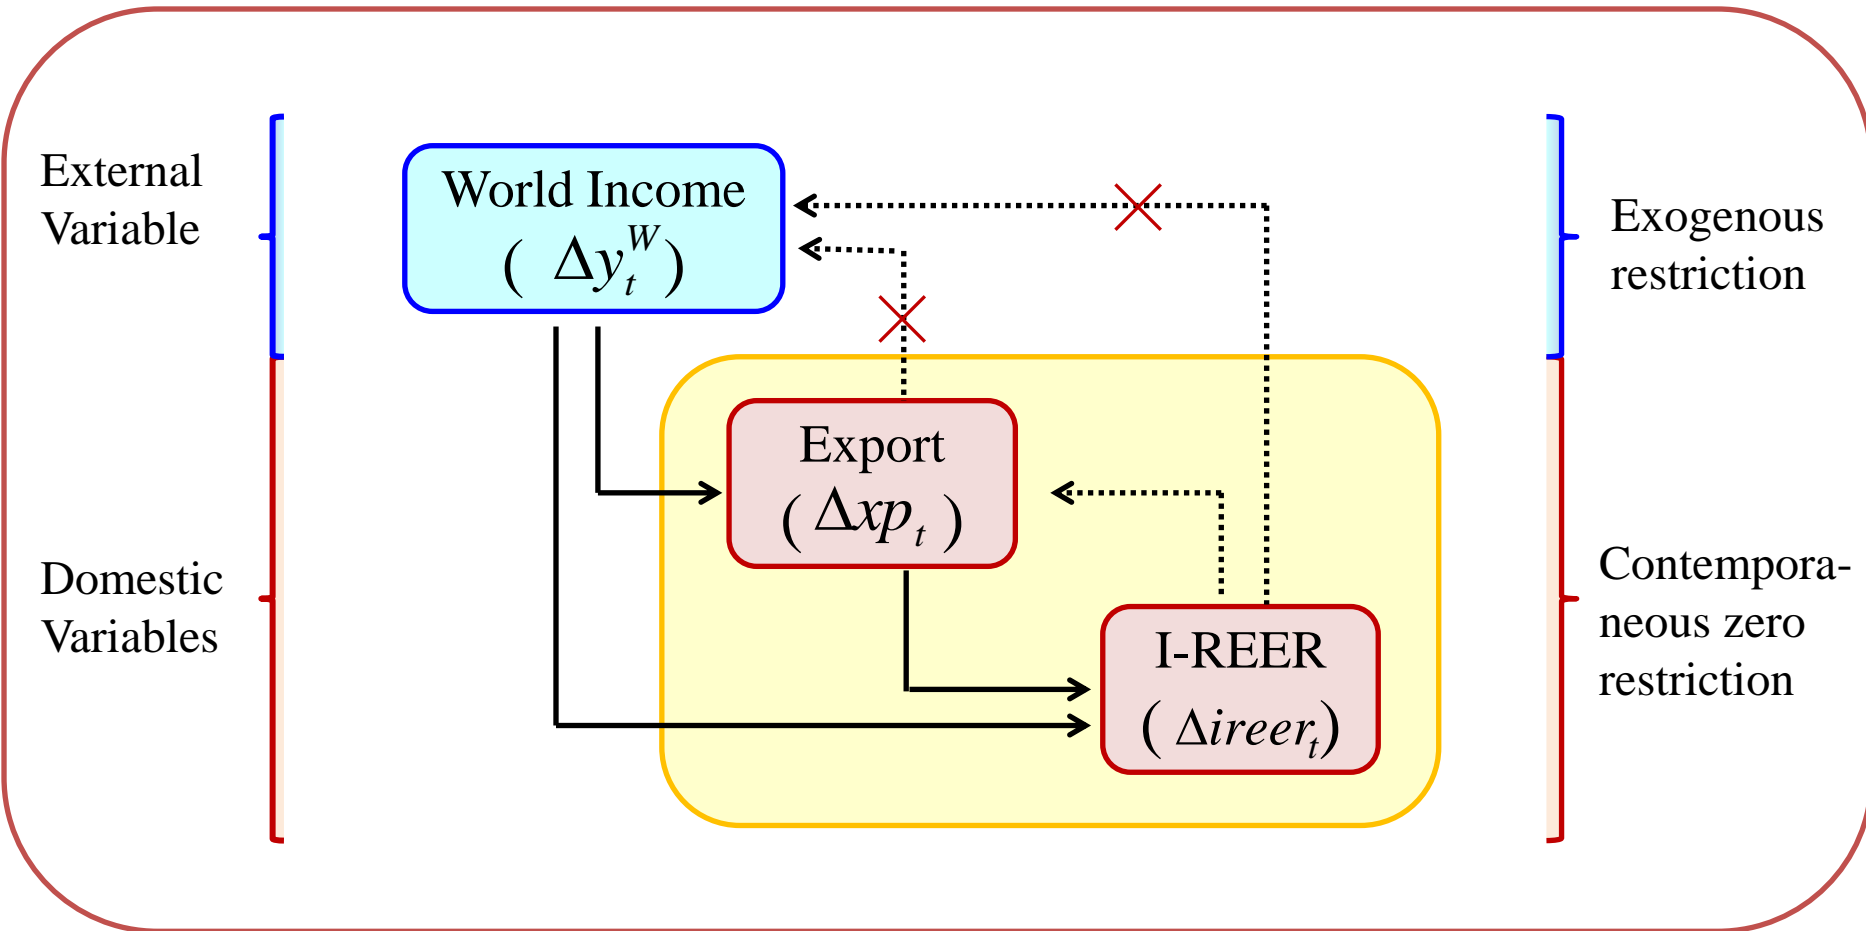 External
Variable
World Income
( Δy_t^W )
Exogenous
restriction
Export
( Δxp_t )
Domestic
Variables
Contempora-
neous zero
restriction
I-REER
( Δireer_t )